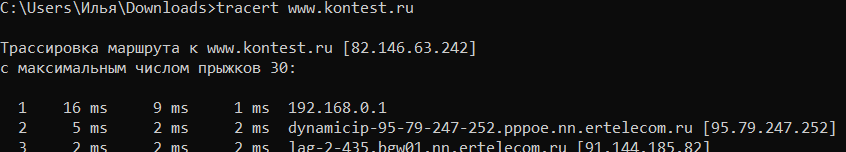 C:\Users\Илья\Downloads>tracert www.kontest.ru
Трассировка маршрута к www.kontest.ru [82.146.63.242]
с максимальным числом прыжков 30:
1 16 ms 9 ms 1 ms 192.168.0.1
2 5 ms 2 ms 2 ms dynamicip-95-79-247-252.pppoe.nn.ertelecom.ru [95.79.247.252]
3 2 ms 2 ms 2 ms lag-2-435.bgw01.nn.ertelecom.ru [91.144.185.82]